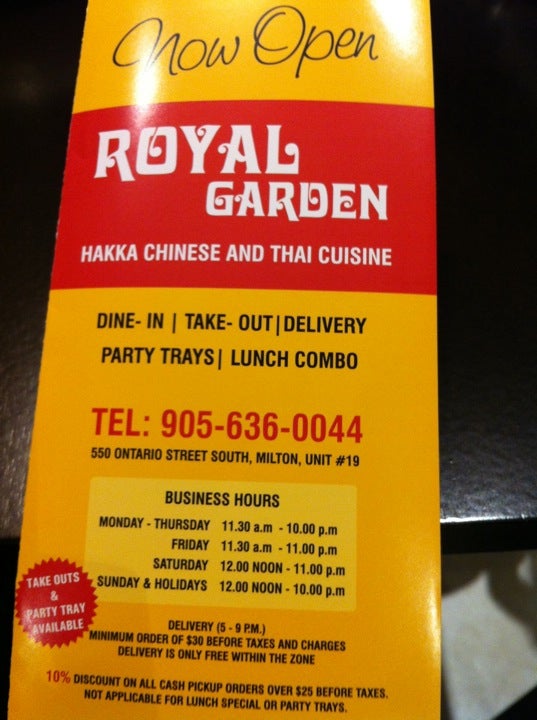 Now Open
ROYAL
GARDEN
HAKKA CHINESE AND THAI CUISINE
DINE- IN | TAKE- OUT | DELIVERY
PARTY TRAYS | LUNCH COMBO
TEL: 905-636-0044
550 ONTARIO STREET SOUTH, MILTON, UNIT #19
BUSINESS HOURS
MONDAY - THURSDAY 11.30 a.m - 10.00 p.m
FRIDAY 11.30 a.m - 11.00 p.m
SATURDAY 12.00 NOON - 11.00 p.m
SUNDAY & HOLIDAYS 12.00 NOON - 10.00 p.m
TAKE OUTS
&
PARTY TRAY
AVAILABLE
DELIVERY (5 - 9 P.M.)
MINIMUM ORDER OF $30 BEFORE TAXES AND CHARGES
DELIVERY IS ONLY FREE WITHIN THE ZONE
10% DISCOUNT ON ALL CASH PICKUP ORDERS OVER $25 BEFORE TAXES.
NOT APPLICABLE FOR LUNCH SPECIAL OR PARTY TRAYS.